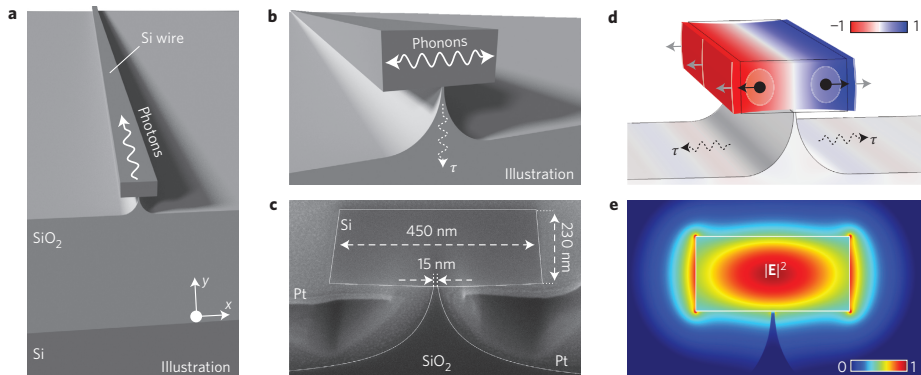 a
Si wire
Photons
SiO2
y
x
Si
Illustration
b
Phonons
τ
Illustration
c
Si
450 nm
230 nm
15 nm
Pt
SiO2
Pt
d
−1 1
τ
τ
e
|E|²
0 1